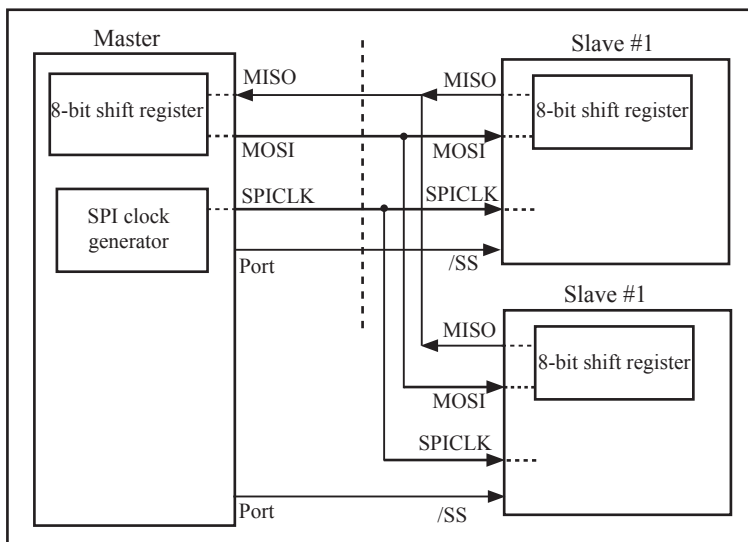 Master
Slave #1
MISO
MISO
8-bit shift register
8-bit shift register
MOSI
MOSI
SPICLK
SPICLK
SPI clock
generator
Port
/SS
Slave #1
MISO
8-bit shift register
MOSI
SPICLK
Port
/SS